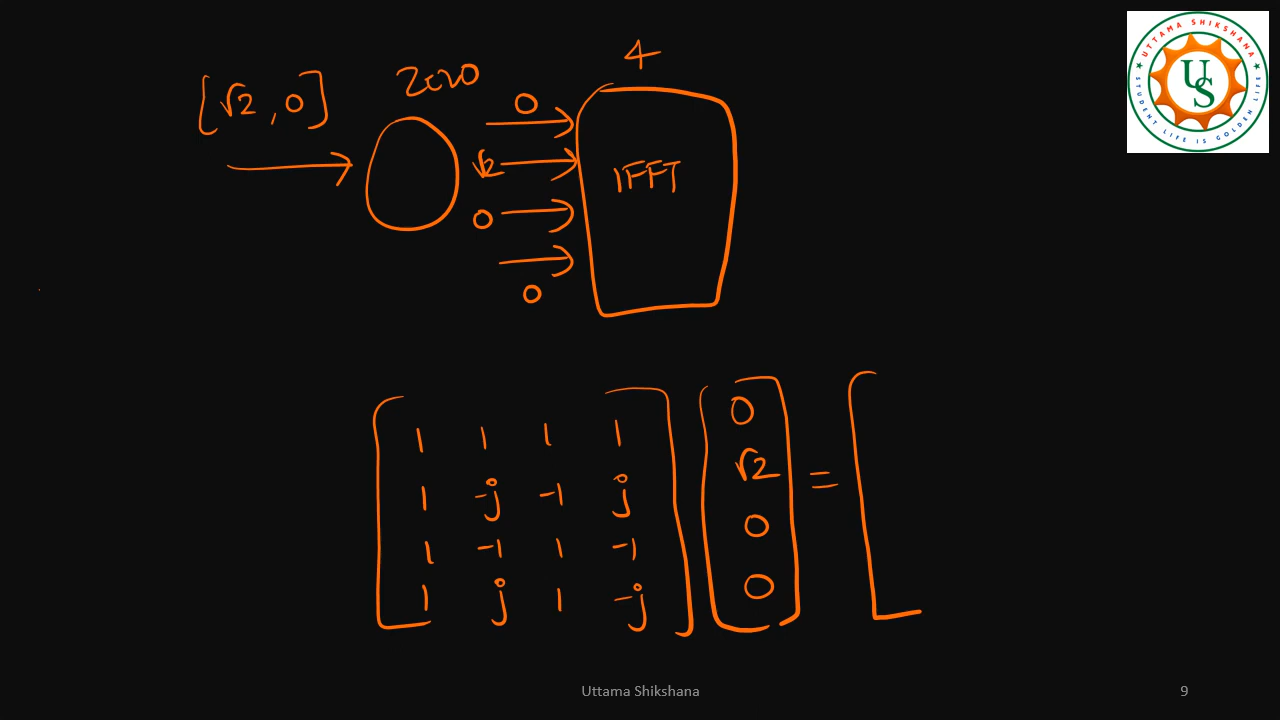 4
[√2 , 0]
Zero
0
√2
IFFT
0
0
1 1 1 1
1 -j -1 j
1 -1 1 -1
1 j 1 -j
0
√2
0
0
=
UTTAMA SHIKSHANA
US
STUDENT LIFE IS GOLDEN LIFE
Uttama Shikshana
9